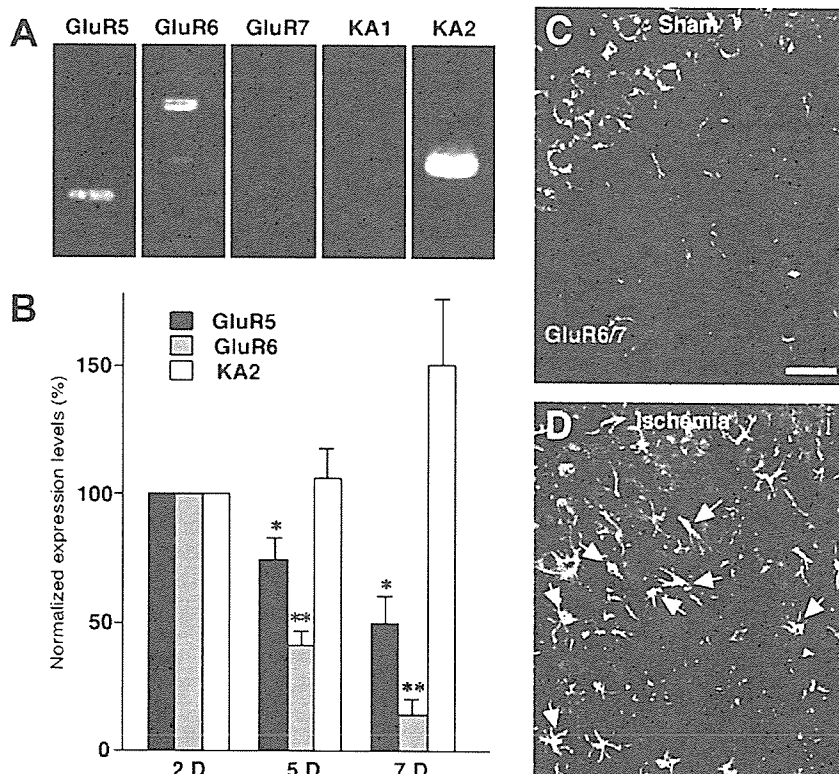 A
GluR5 GluR6 GluR7 KA1 KA2
B
GluR5
GluR6
KA2
Normalized expression levels (%)
150
100
50
0
*
**
*
**
2 D 5 D 7 D
C
Sham
GluR6/7
D
Ischemia